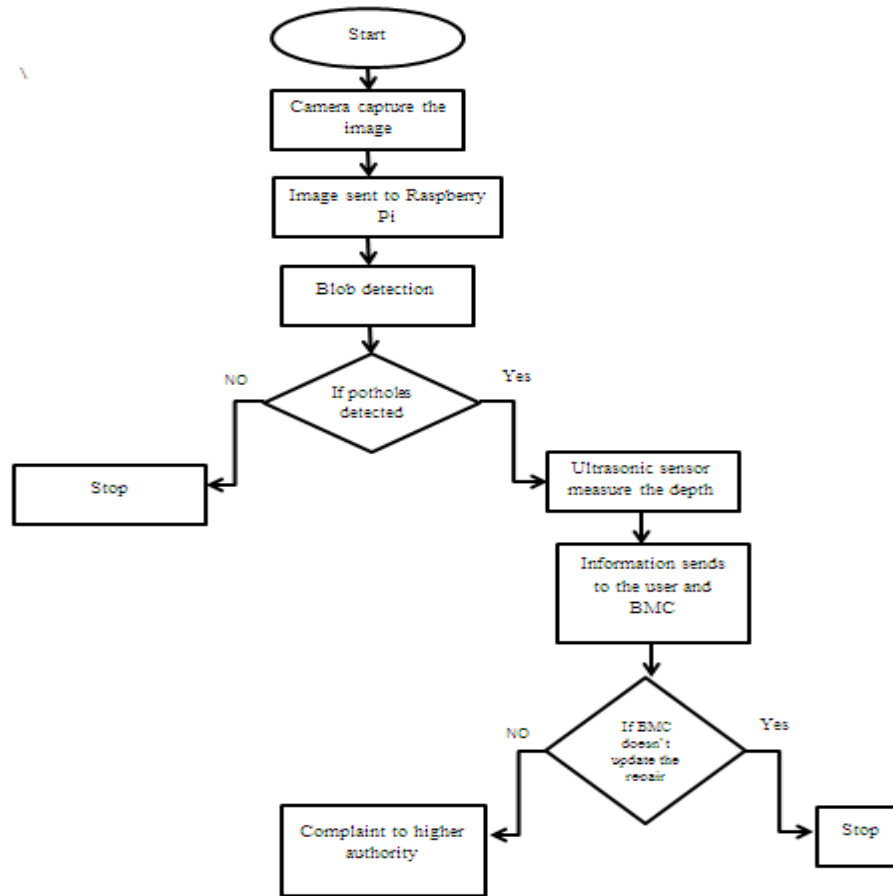 Start
\
Camera capture the
image
Image sent to Raspberry
Pi
Blob detection
NO
Yes
If potholes
detected
Stop
Ultrasonic sensor
measure the depth
Information sends
to the user and
BMC
NO
Yes
If BMC
doesn't
update the
repair
Complaint to higher
authority
Stop